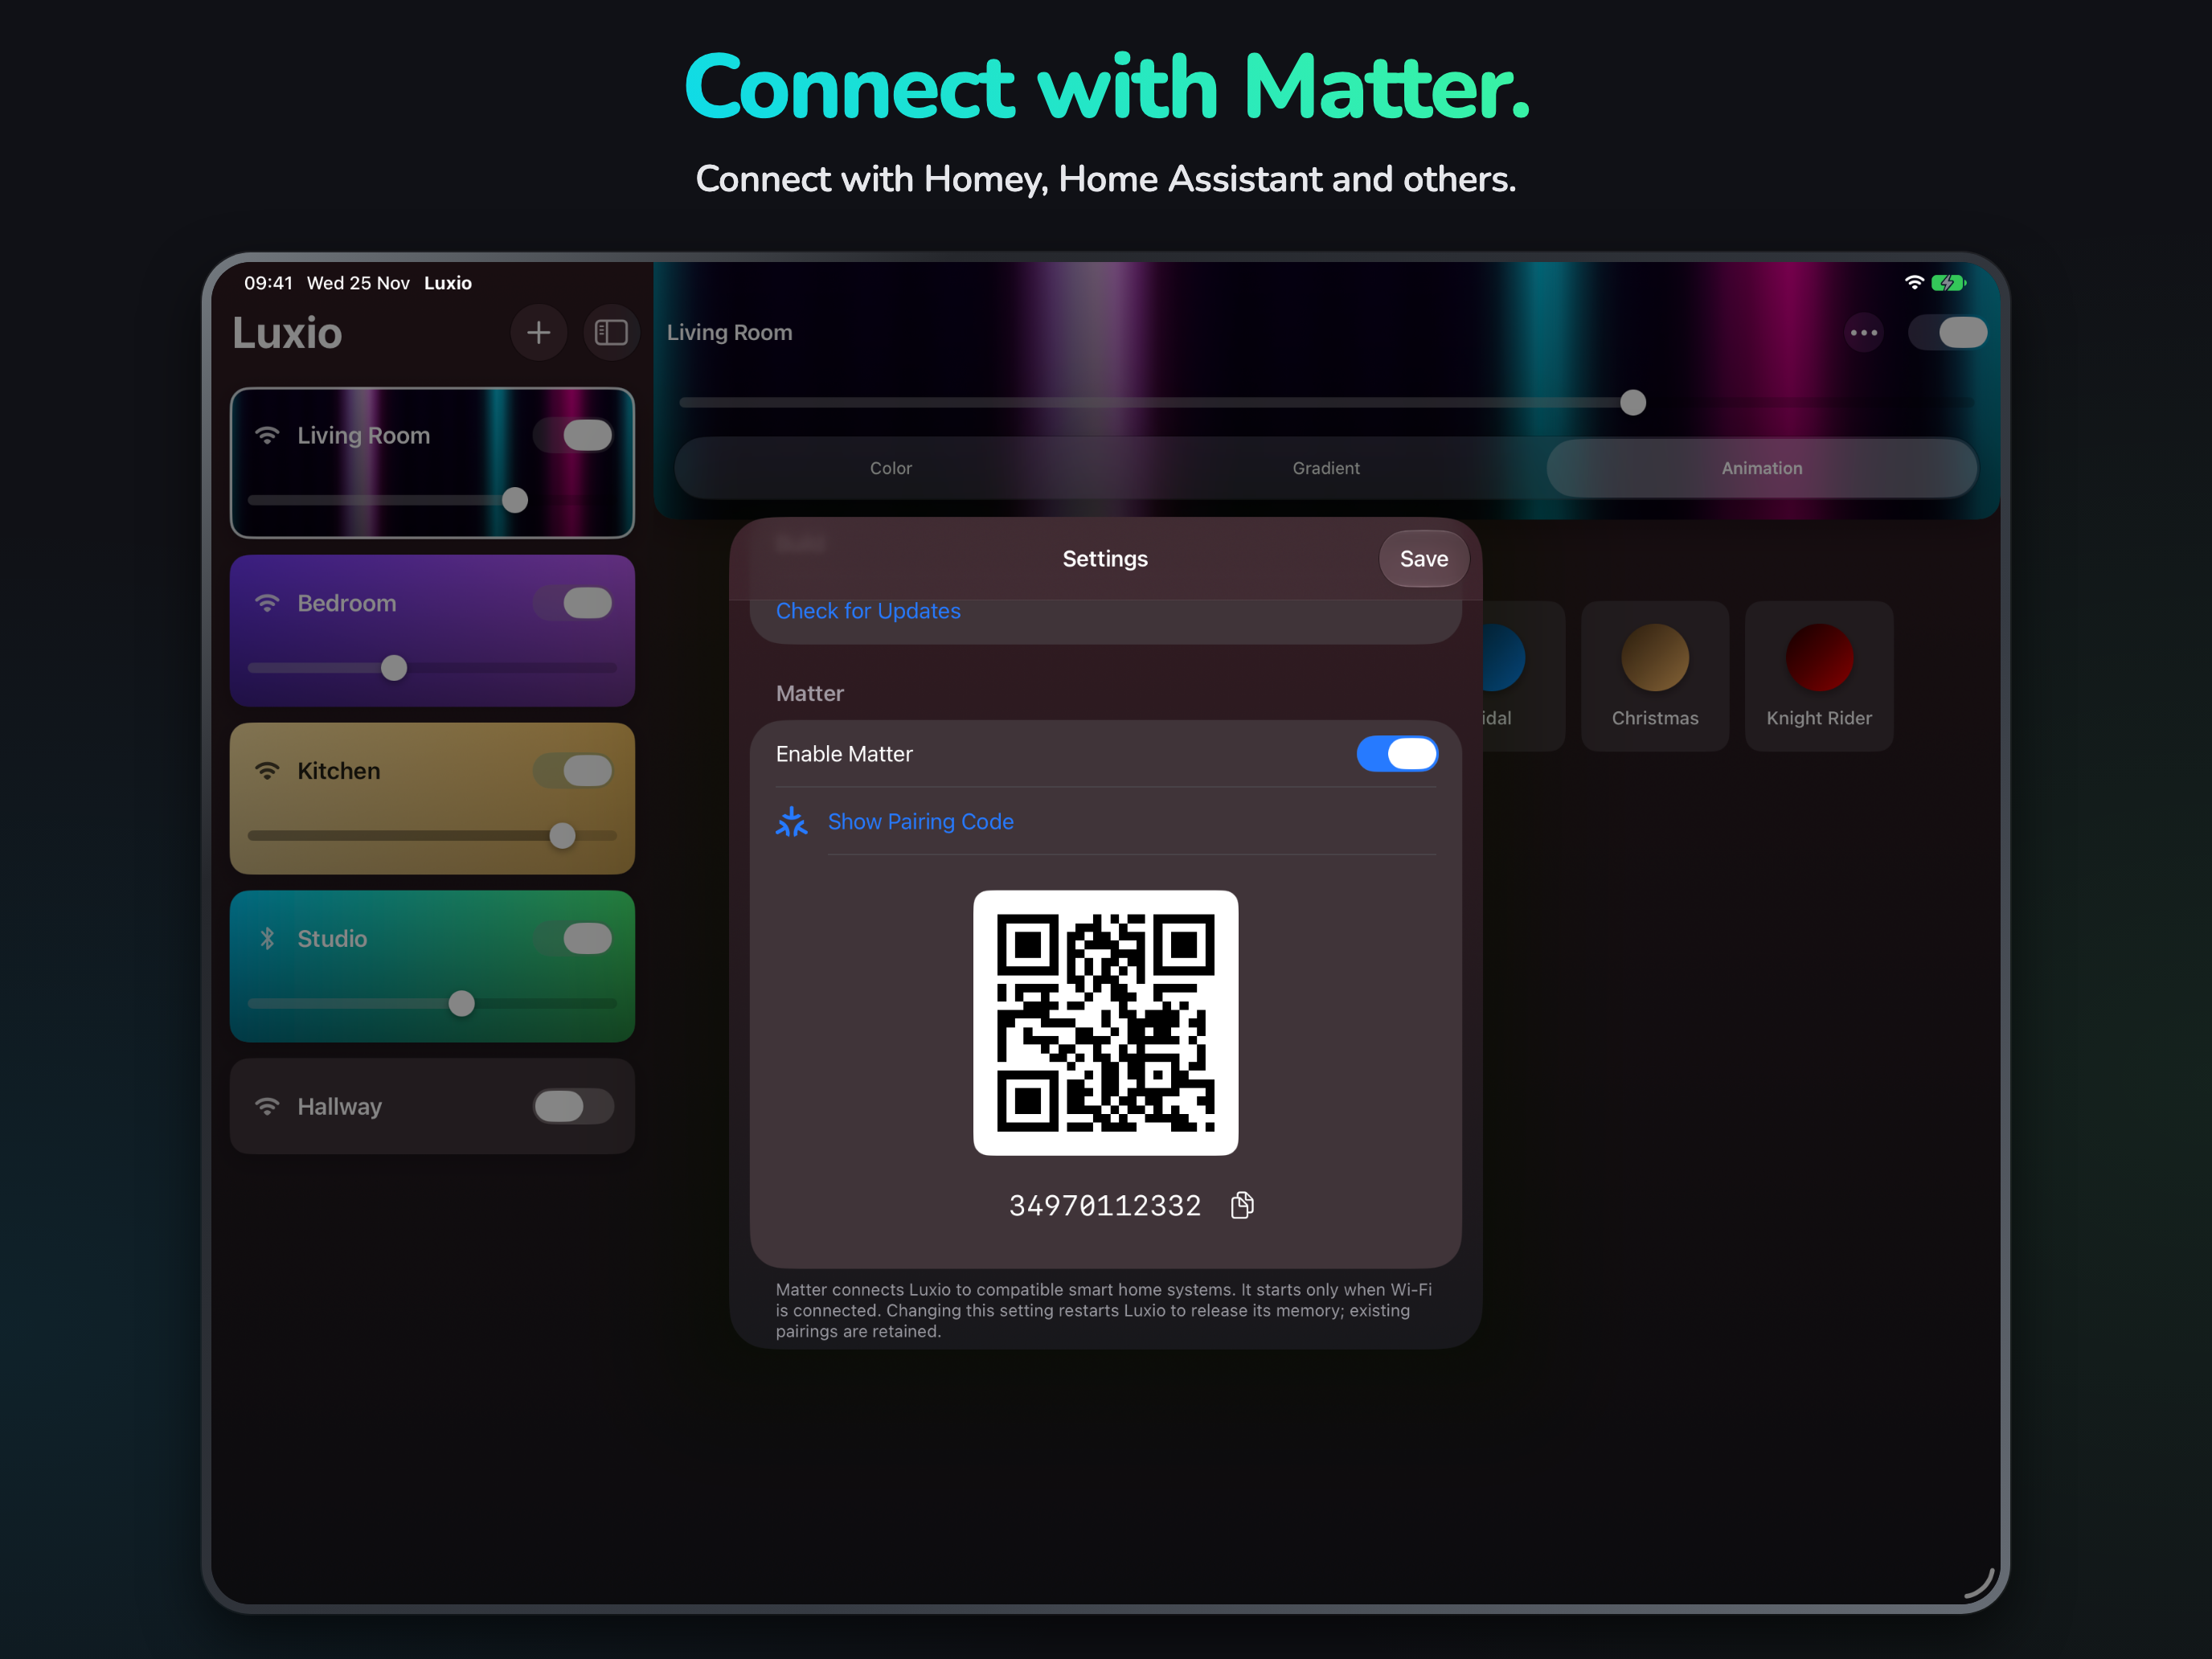 Connect with Matter.
Connect with Homey, Home Assistant and others.
09:41 Wed 25 Nov Luxio
Luxio
Living Room
Bedroom
Kitchen
Studio
Hallway
Living Room
Color Gradient Animation
Settings
Save
Check for Updates
Matter
Enable Matter
Show Pairing Code
34970112332
Matter connects Luxio to compatible smart home systems. It starts only when Wi-Fi
is connected. Changing this setting restarts Luxio to release its memory; existing
pairings are retained.
Christmas
Knight Rider